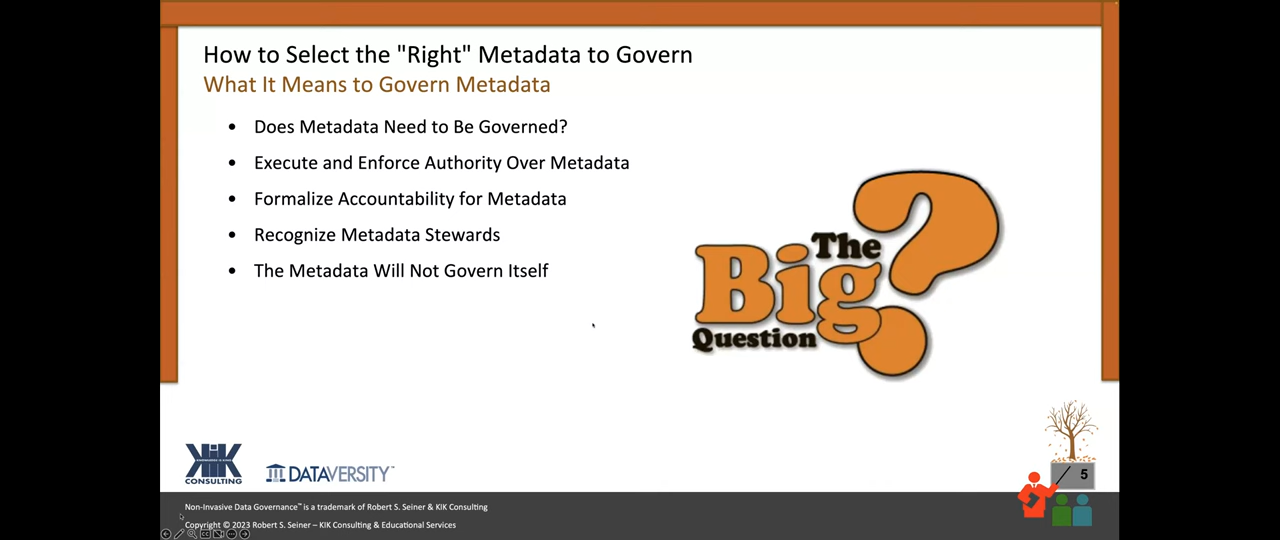 How to Select the "Right" Metadata to Govern
What It Means to Govern Metadata
• Does Metadata Need to Be Governed?
• Execute and Enforce Authority Over Metadata
• Formalize Accountability for Metadata
• Recognize Metadata Stewards
• The Metadata Will Not Govern Itself
The
Big
Question
?
KIK
CONSULTING
DATAVERSITY
5
Non-Invasive Data Governance™ is a trademark of Robert S. Seiner & KIK Consulting
Copyright © 2023 Robert S. Seiner – KIK Consulting & Educational Services